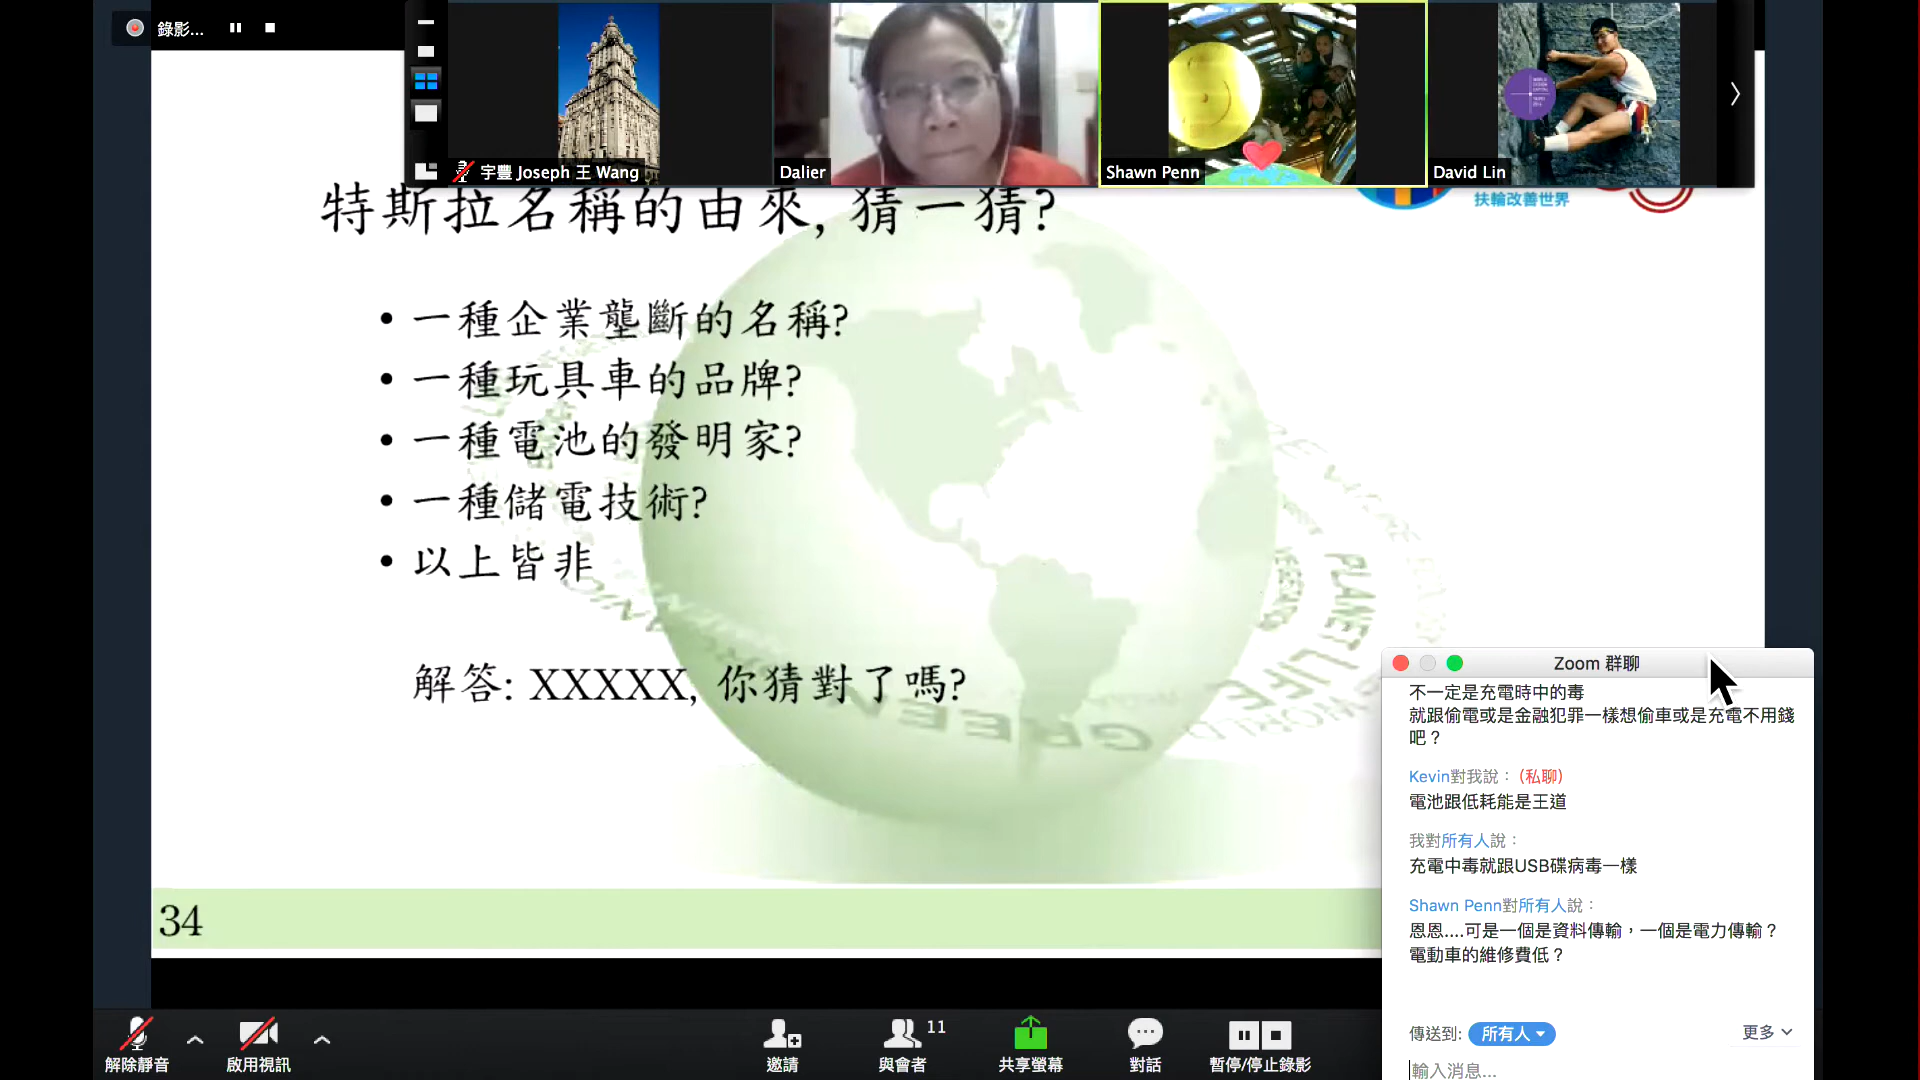 錄影...
宇豐 Joseph 王 Wang
Dalier
Shawn Penn
David Lin
扶輪改善世界
特斯拉名稱的由來, 猜一猜?
• 一種企業壟斷的名稱?
• 一種玩具車的品牌?
• 一種電池的發明家?
• 一種儲電技術?
• 以上皆非
解答: XXXXX, 你猜對了嗎?
PLANET LIFE
GREEN
34
Zoom 群聊
不一定是充電時中的毒
就跟偷電或是金融犯罪一樣想偷車或是充電不用錢
吧？
Kevin對我說：(私聊)
電池跟低耗能是王道
我對所有人說：
充電中毒就跟USB碟病毒一樣
Shawn Penn對所有人說：
恩恩....可是一個是資料傳輸，一個是電力傳輸？
電動車的維修費低？
傳送到: 所有人
更多
輸入消息...
解除靜音
啟用視訊
邀請
11
與會者
共享螢幕
對話
暫停/停止錄影